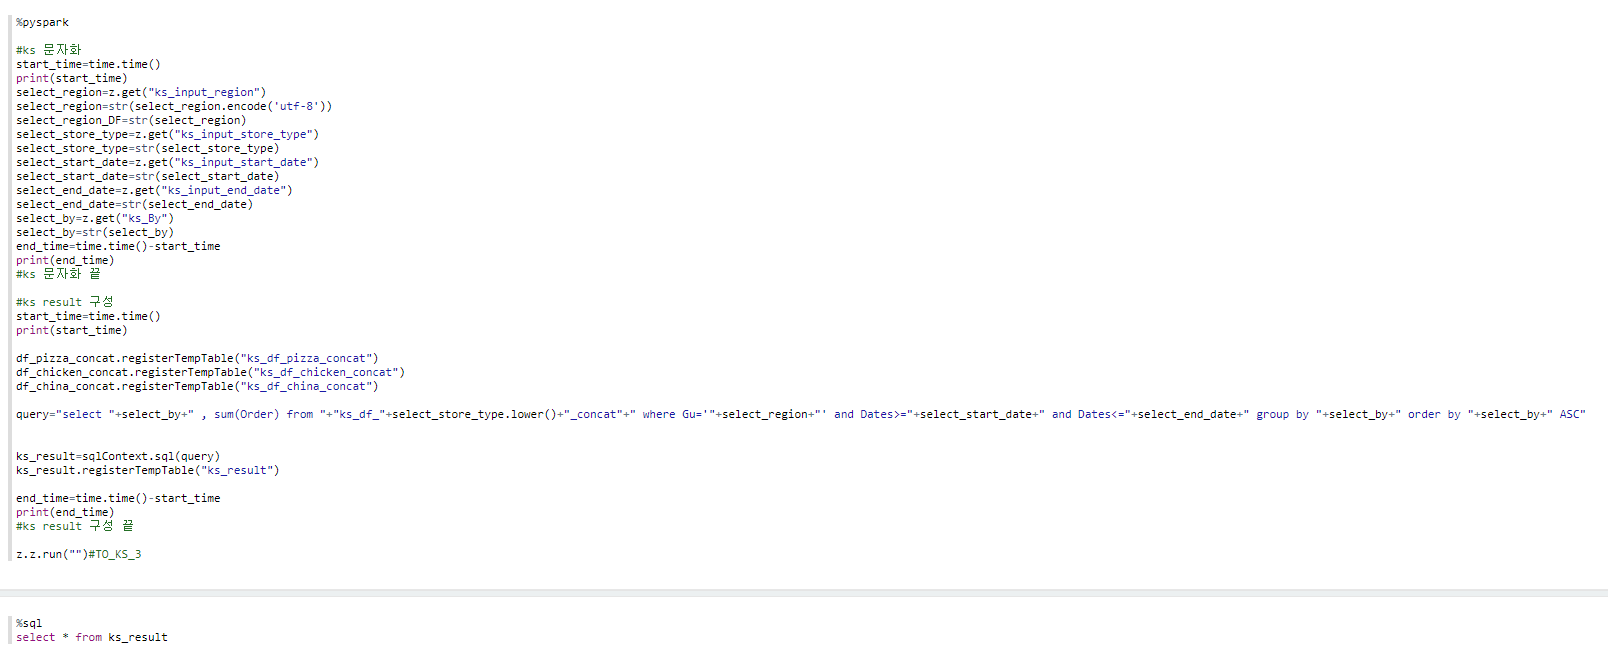 %pyspark
#ks 문자화
start_time=time.time()
print(start_time)
select_region=z.get("ks_input_region")
select_region=str(select_region.encode('utf-8'))
select_region_DF=str(select_region)
select_store_type=z.get("ks_input_store_type")
select_store_type=str(select_store_type)
select_start_date=z.get("ks_input_start_date")
select_start_date=str(select_start_date)
select_end_date=z.get("ks_input_end_date")
select_end_date=str(select_end_date)
select_by=z.get("ks_By")
select_by=str(select_by)
end_time=time.time()-start_time
print(end_time)
#ks 문자화 끝
#ks result 구성
start_time=time.time()
print(start_time)
df_pizza_concat.registerTempTable("ks_df_pizza_concat")
df_chicken_concat.registerTempTable("ks_df_chicken_concat")
df_china_concat.registerTempTable("ks_df_china_concat")
query="select "+select_by+" , sum(Order) from "+"ks_df_"+select_store_type.lower()+"_concat"+" where Gu='"+select_region+"' and Dates>="+select_start_date+" and Dates<="+select_end_date+" group by "+select_by+" order by "+select_by+" ASC"
ks_result=sqlContext.sql(query)
ks_result.registerTempTable("ks_result")
end_time=time.time()-start_time
print(end_time)
#ks result 구성 끝
z.z.run("")#TO_KS_3
%sql
select * from ks_result